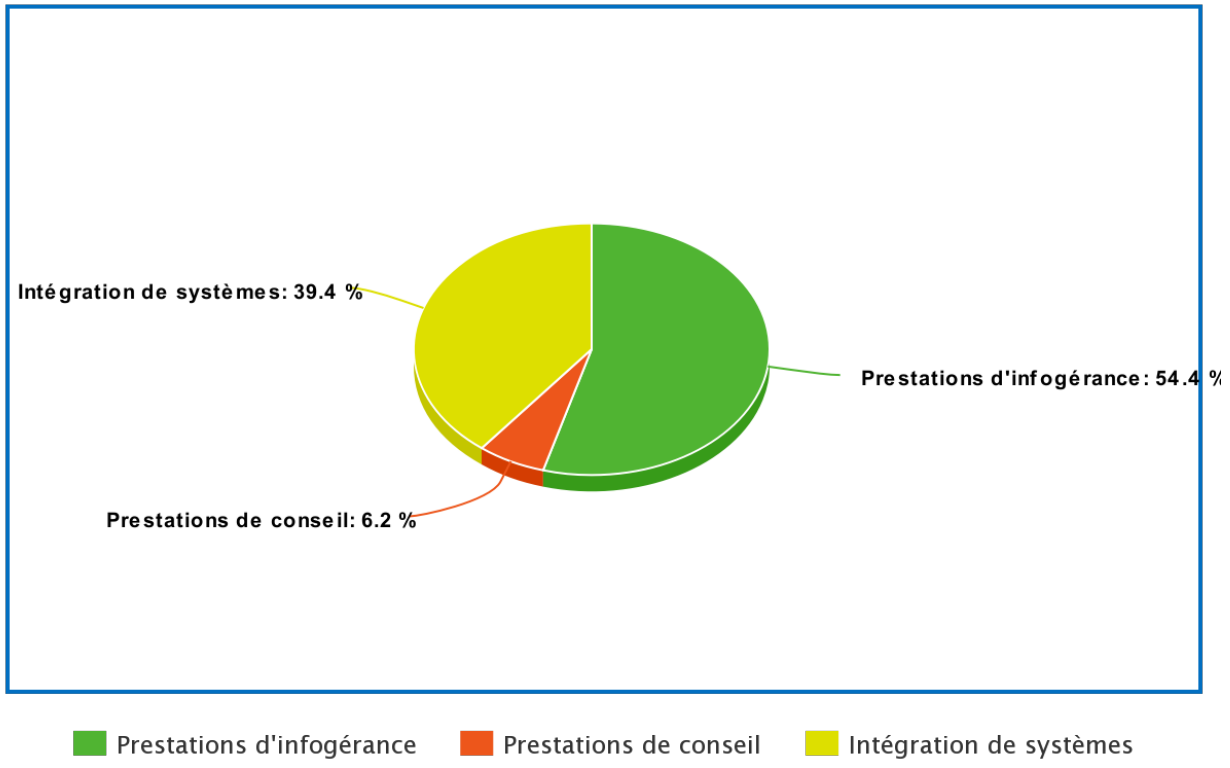 Intégration de systèmes: 39.4 %
Prestations d'infogérance: 54.4 %
Prestations de conseil: 6.2 %
Prestations d'infogérance
Prestations de conseil
Intégration de systèmes